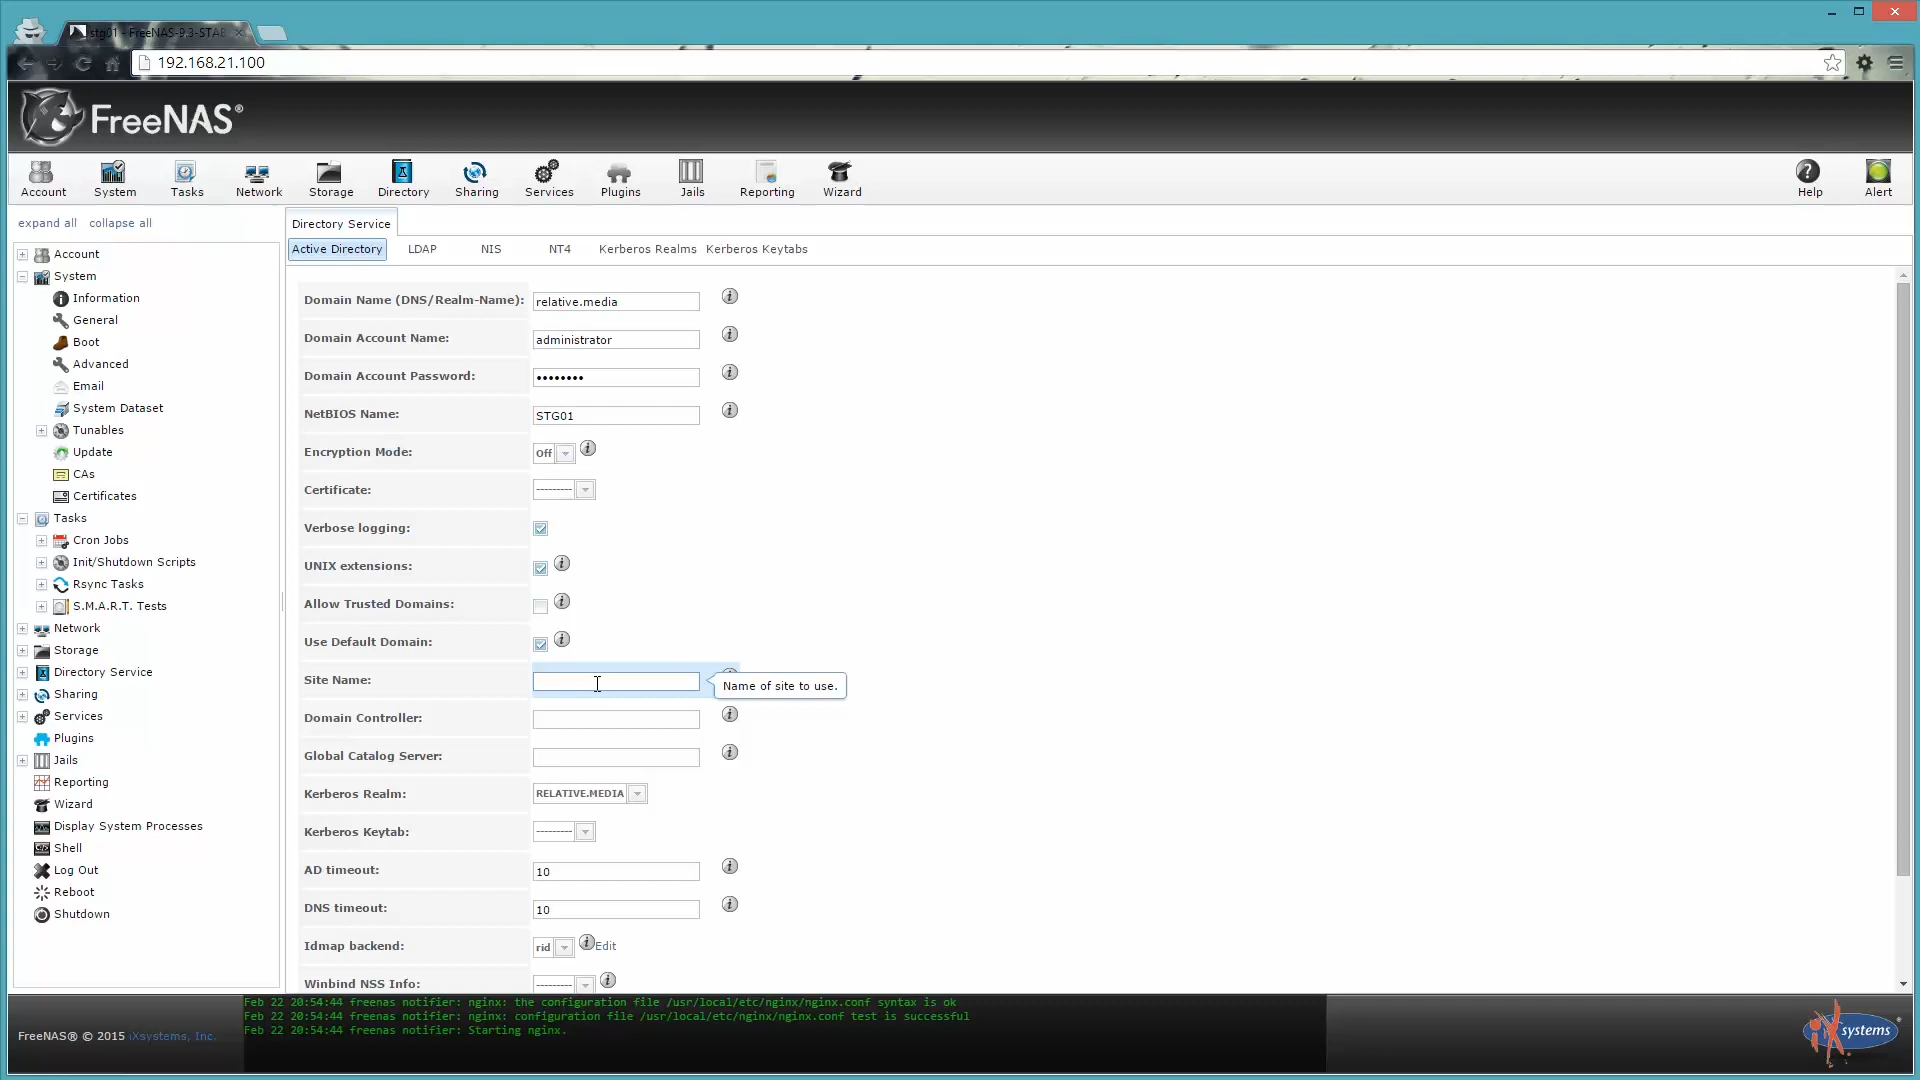 stg01 - FreeNAS-9.3-STAB
192.168.21.100
FreeNAS®
Account
System
Tasks
Network
Storage
Directory
Sharing
Services
Plugins
Jails
Reporting
Wizard
Help
Alert
expand all collapse all
Account
System
Information
General
Boot
Advanced
Email
System Dataset
Tunables
Update
CAs
Certificates
Tasks
Cron Jobs
Init/Shutdown Scripts
Rsync Tasks
S.M.A.R.T. Tests
Network
Storage
Directory Service
Sharing
Services
Plugins
Jails
Reporting
Wizard
Display System Processes
Shell
Log Out
Reboot
Shutdown
Directory Service
Active Directory LDAP NIS NT4 Kerberos Realms Kerberos Keytabs
Domain Name (DNS/Realm-Name): relative.media
Domain Account Name: administrator
Domain Account Password: ••••••••
NetBIOS Name: STG01
Encryption Mode: Off
Certificate: ---------
Verbose logging:
UNIX extensions:
Allow Trusted Domains:
Use Default Domain:
Site Name: Name of site to use.
Domain Controller:
Global Catalog Server:
Kerberos Realm: RELATIVE.MEDIA
Kerberos Keytab: ---------
AD timeout: 10
DNS timeout: 10
Idmap backend: rid Edit
Winbind NSS Info: ---------
Feb 22 20:54:44 freenas notifier: nginx: the configuration file /usr/local/etc/nginx/nginx.conf syntax is ok
Feb 22 20:54:44 freenas notifier: nginx: configuration file /usr/local/etc/nginx/nginx.conf test is successful
Feb 22 20:54:44 freenas notifier: Starting nginx.
FreeNAS® © 2015 iXsystems, Inc.
iXsystems